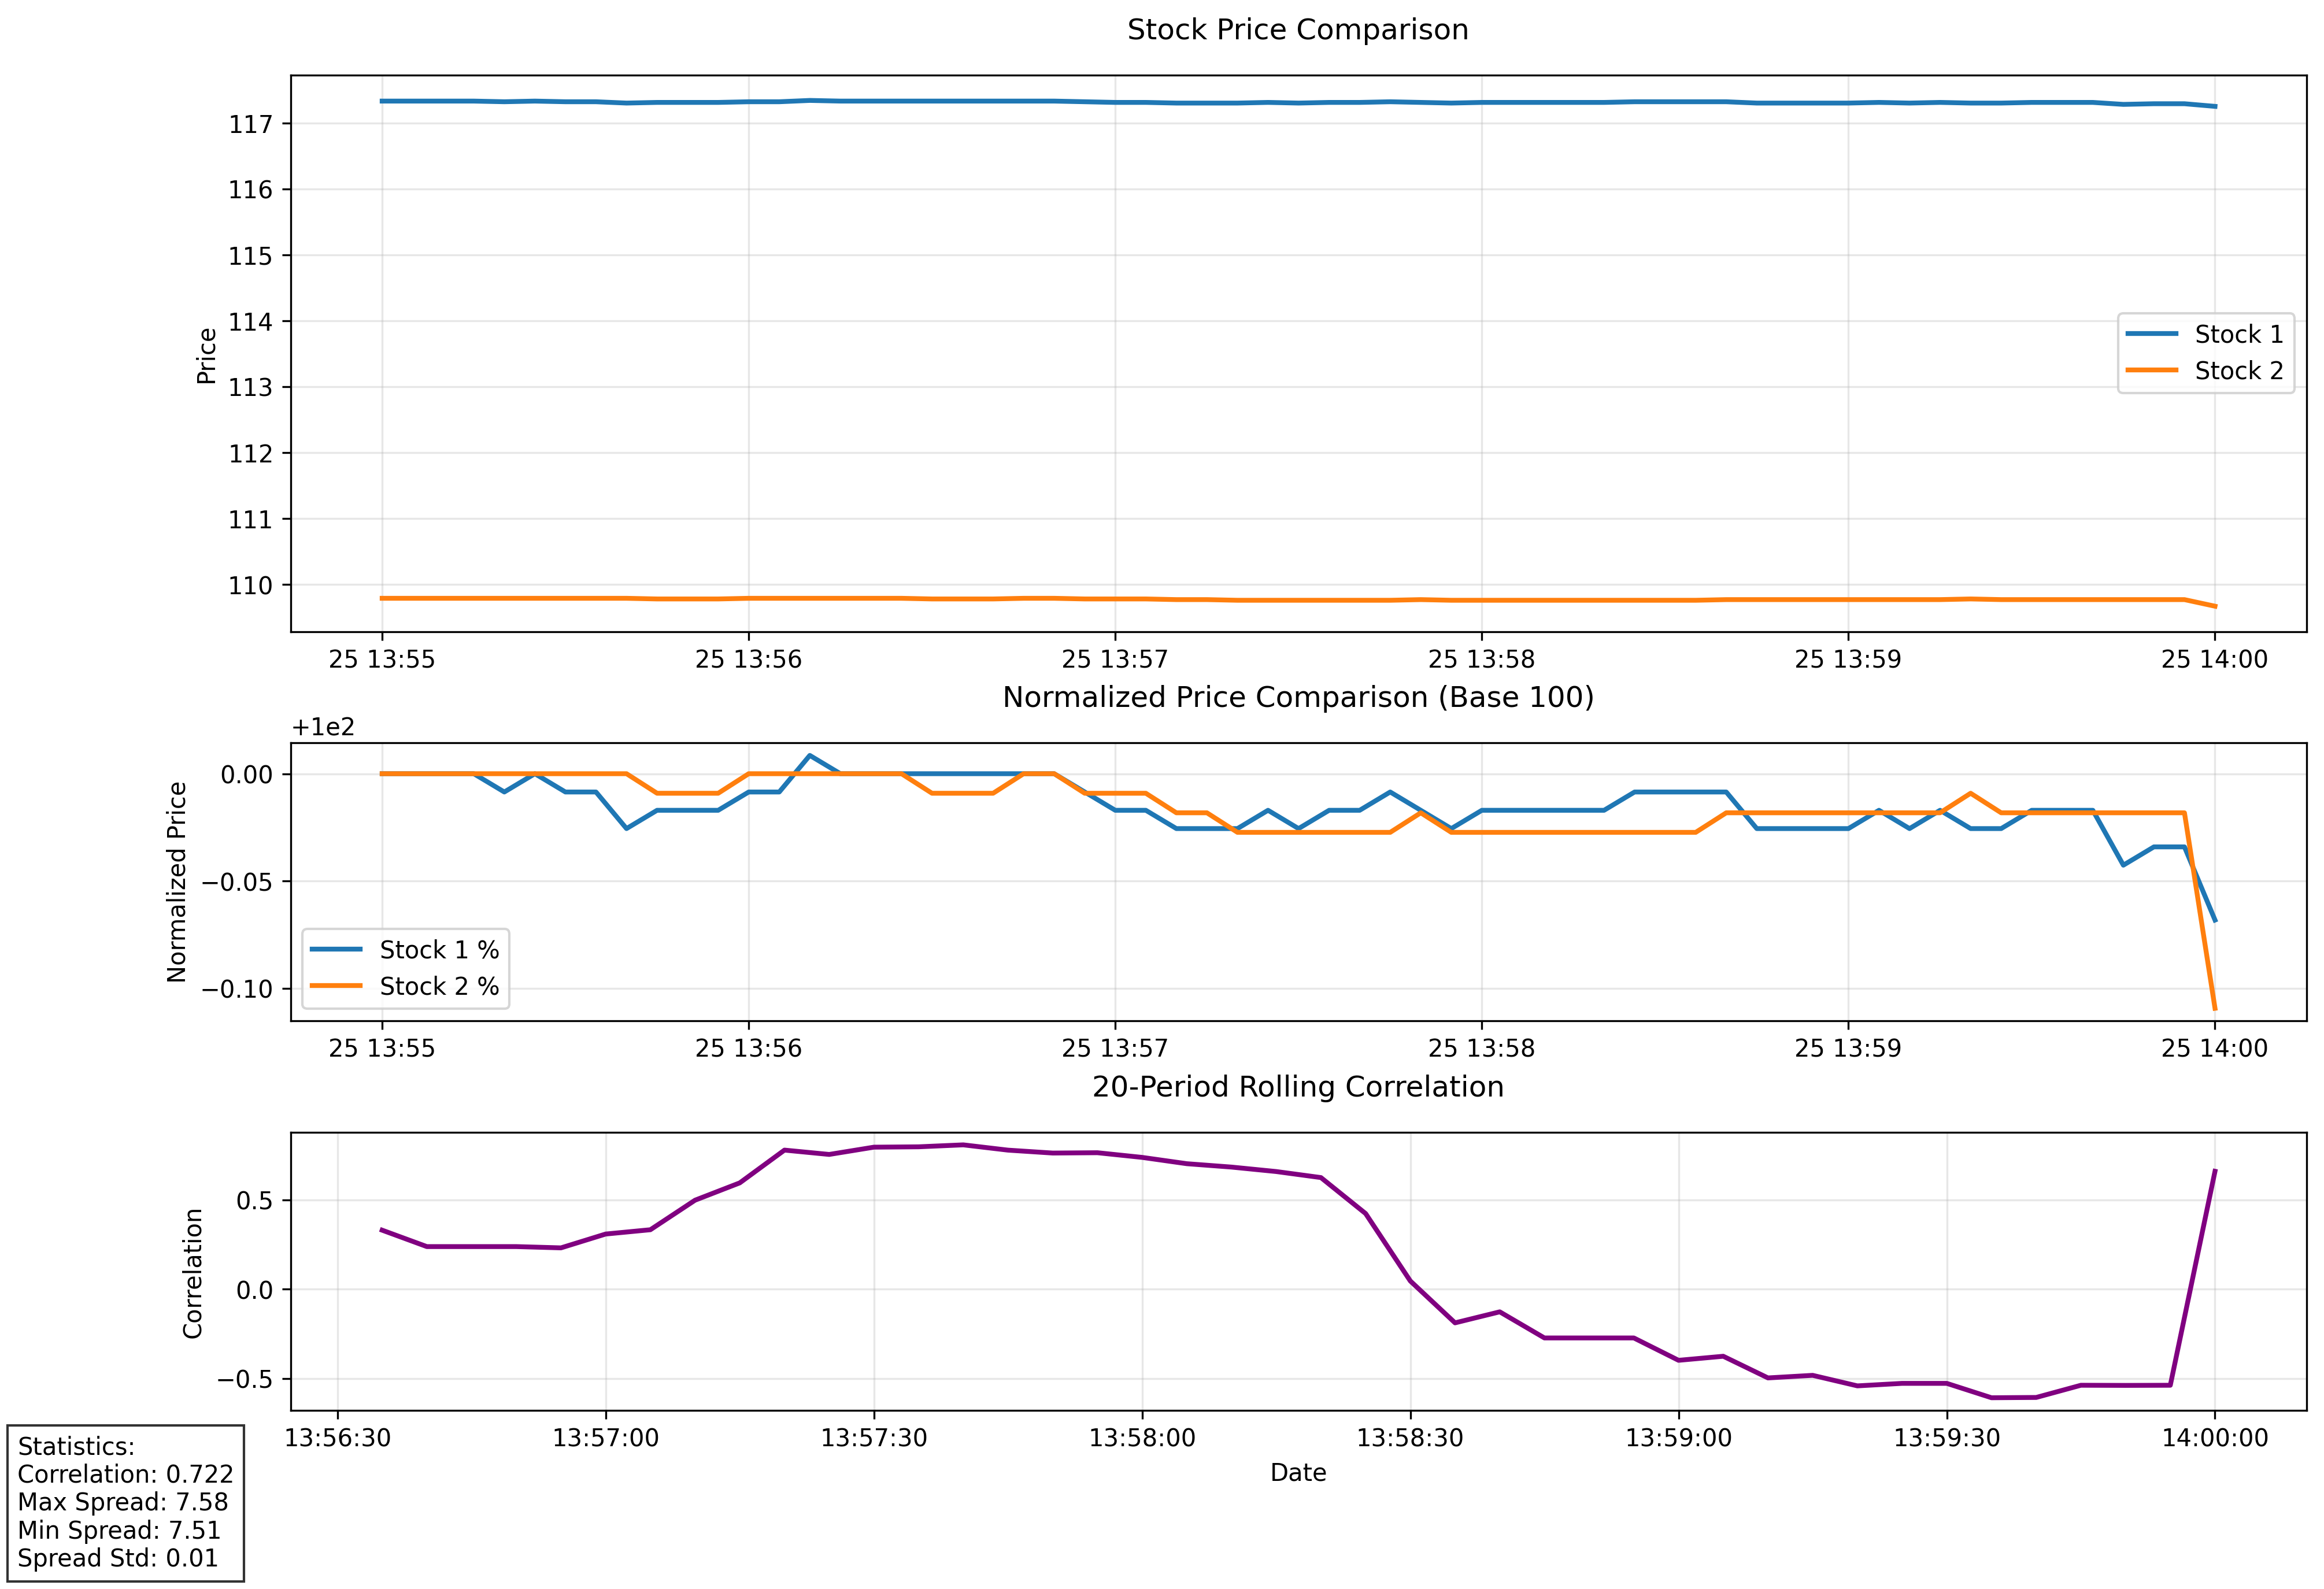 Stock Price Comparison
117
116
115
114
113
112
111
110
Price
Stock 1
Stock 2
25 13:55
25 13:56
25 13:57
25 13:58
25 13:59
25 14:00
Normalized Price Comparison (Base 100)
+1e2
0.00
−0.05
−0.10
Normalized Price
Stock 1 %
Stock 2 %
25 13:55
25 13:56
25 13:57
25 13:58
25 13:59
25 14:00
20-Period Rolling Correlation
0.5
0.0
−0.5
Correlation
13:56:30
13:57:00
13:57:30
13:58:00
13:58:30
13:59:00
13:59:30
14:00:00
Date
Statistics:
Correlation: 0.722
Max Spread: 7.58
Min Spread: 7.51
Spread Std: 0.01